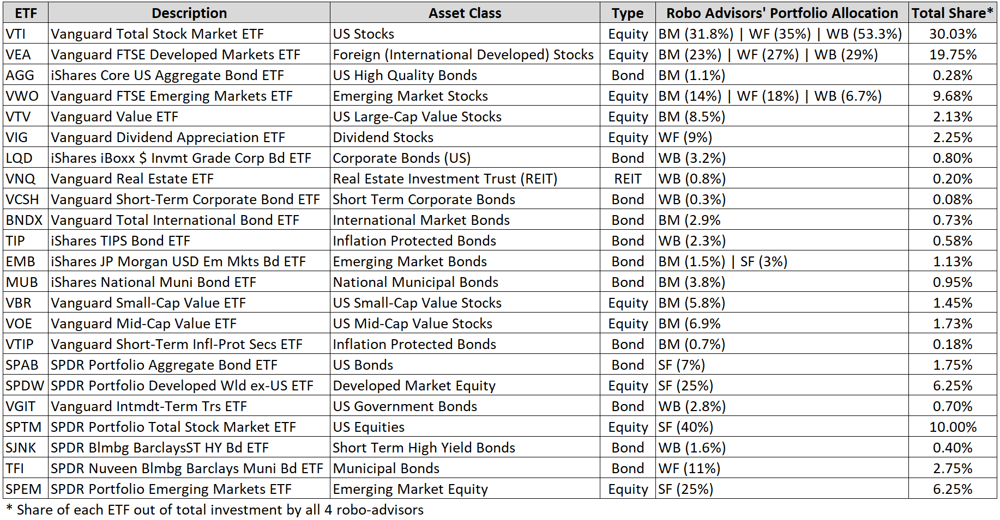 ETF Description Asset Class Type Robo Advisors' Portfolio Allocation Total Share*
VTI Vanguard Total Stock Market ETF US Stocks Equity BM (31.8%) | WF (35%) | WB (53.3%) 30.03%
VEA Vanguard FTSE Developed Markets ETF Foreign (International Developed) Stocks Equity BM (23%) | WF (27%) | WB (29%) 19.75%
AGG iShares Core US Aggregate Bond ETF US High Quality Bonds Bond BM (1.1%) 0.28%
VWO Vanguard FTSE Emerging Markets ETF Emerging Market Stocks Equity BM (14%) | WF (18%) | WB (6.7%) 9.68%
VTV Vanguard Value ETF US Large-Cap Value Stocks Equity BM (8.5%) 2.13%
VIG Vanguard Dividend Appreciation ETF Dividend Stocks Equity WF (9%) 2.25%
LQD iShares iBoxx $ Invmt Grade Corp Bd ETF Corporate Bonds (US) Bond WB (3.2%) 0.80%
VNQ Vanguard Real Estate ETF Real Estate Investment Trust (REIT) REIT WB (0.8%) 0.20%
VCSH Vanguard Short-Term Corporate Bond ETF Short Term Corporate Bonds Bond WB (0.3%) 0.08%
BNDX Vanguard Total International Bond ETF International Market Bonds Bond BM (2.9% 0.73%
TIP iShares TIPS Bond ETF Inflation Protected Bonds Bond WB (2.3%) 0.58%
EMB iShares JP Morgan USD Em Mkts Bd ETF Emerging Market Bonds Bond BM (1.5%) | SF (3%) 1.13%
MUB iShares National Muni Bond ETF National Municipal Bonds Bond BM (3.8%) 0.95%
VBR Vanguard Small-Cap Value ETF US Small-Cap Value Stocks Equity BM (5.8%) 1.45%
VOE Vanguard Mid-Cap Value ETF US Mid-Cap Value Stocks Equity BM (6.9% 1.73%
VTIP Vanguard Short-Term Infl-Prot Secs ETF Inflation Protected Bonds Bond BM (0.7%) 0.18%
SPAB SPDR Portfolio Aggregate Bond ETF US Bonds Bond SF (7%) 1.75%
SPDW SPDR Portfolio Developed Wld ex-US ETF Developed Market Equity Equity SF (25%) 6.25%
VGIT Vanguard Intmdt-Term Trs ETF US Government Bonds Bond WB (2.8%) 0.70%
SPTM SPDR Portfolio Total Stock Market ETF US Equities Equity SF (40%) 10.00%
SJNK SPDR Blmbg BarclaysST HY Bd ETF Short Term High Yield Bonds Bond WB (1.6%) 0.40%
TFI SPDR Nuveen Blmbg Barclays Muni Bd ETF Municipal Bonds Bond WF (11%) 2.75%
SPEM SPDR Portfolio Emerging Markets ETF Emerging Market Equity Equity SF (25%) 6.25%
* Share of each ETF out of total investment by all 4 robo-advisors